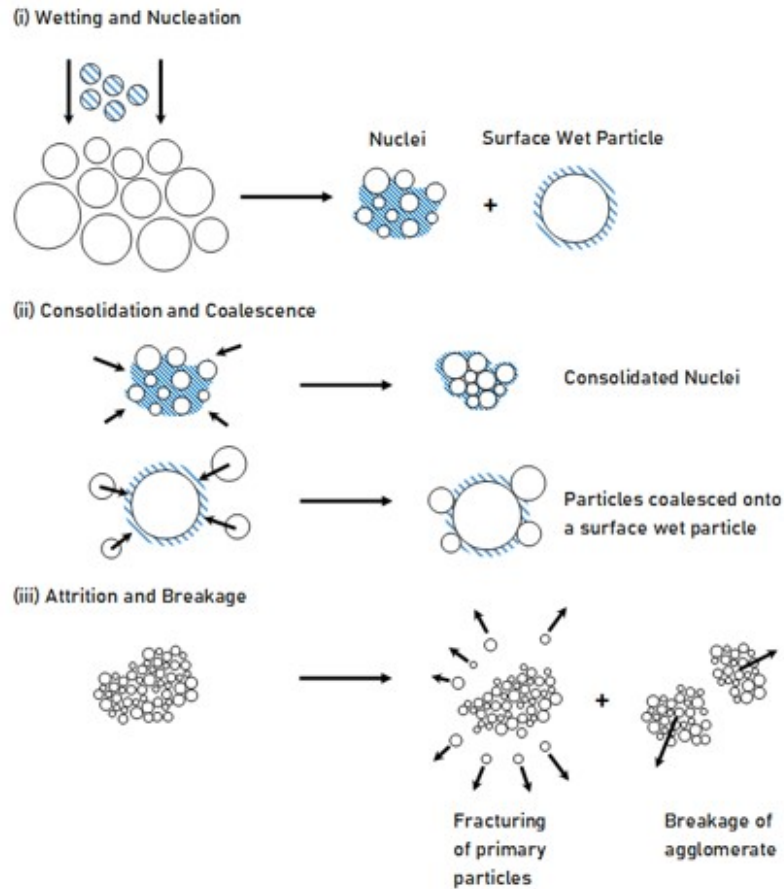 (i) Wetting and Nucleation
Nuclei
Surface Wet Particle
+
(ii) Consolidation and Coalescence
Consolidated Nuclei
Particles coalesced onto
a surface wet particle
(iii) Attrition and Breakage
+
Fracturing
of primary
particles
Breakage of
agglomerate